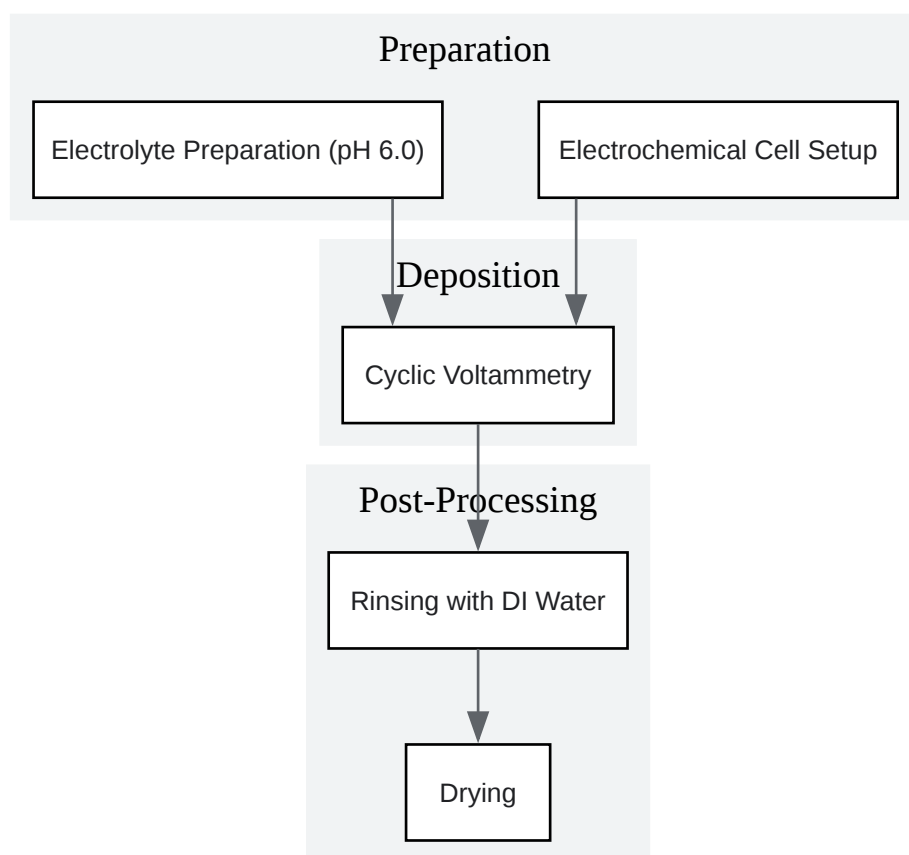 Preparation
Electrolyte Preparation (pH 6.0)
Electrochemical Cell Setup
Deposition
Cyclic Voltammetry
Post-Processing
Rinsing with DI Water
Drying